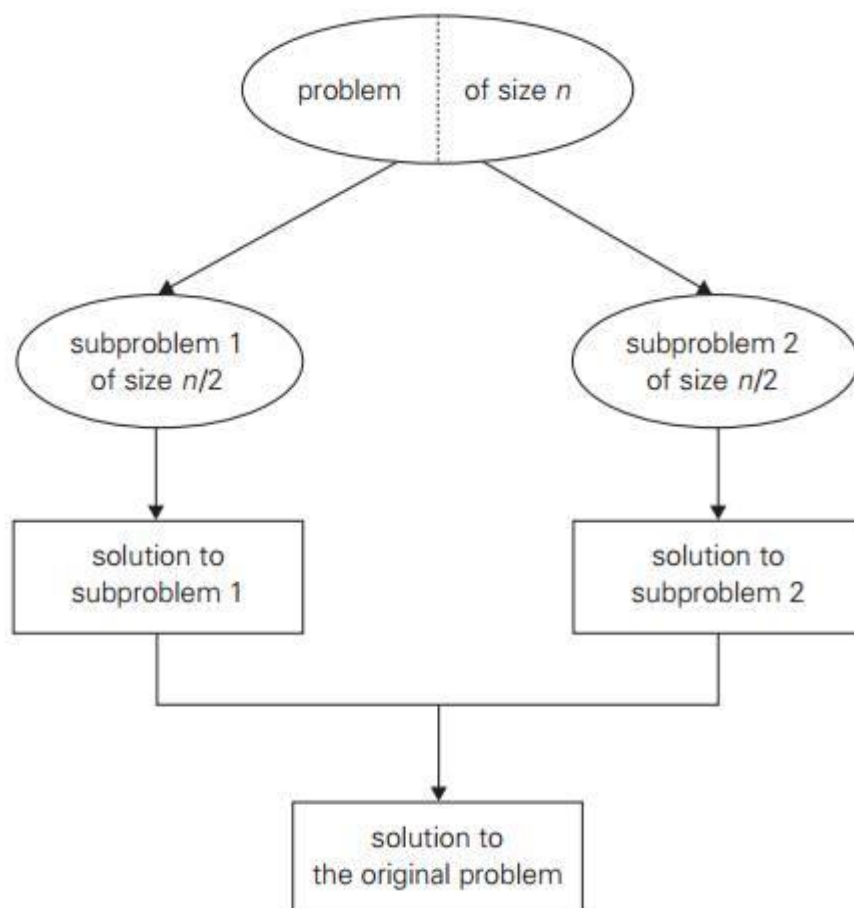 problem of size n
subproblem 1
of size n/2
subproblem 2
of size n/2
solution to
subproblem 1
solution to
subproblem 2
solution to
the original problem